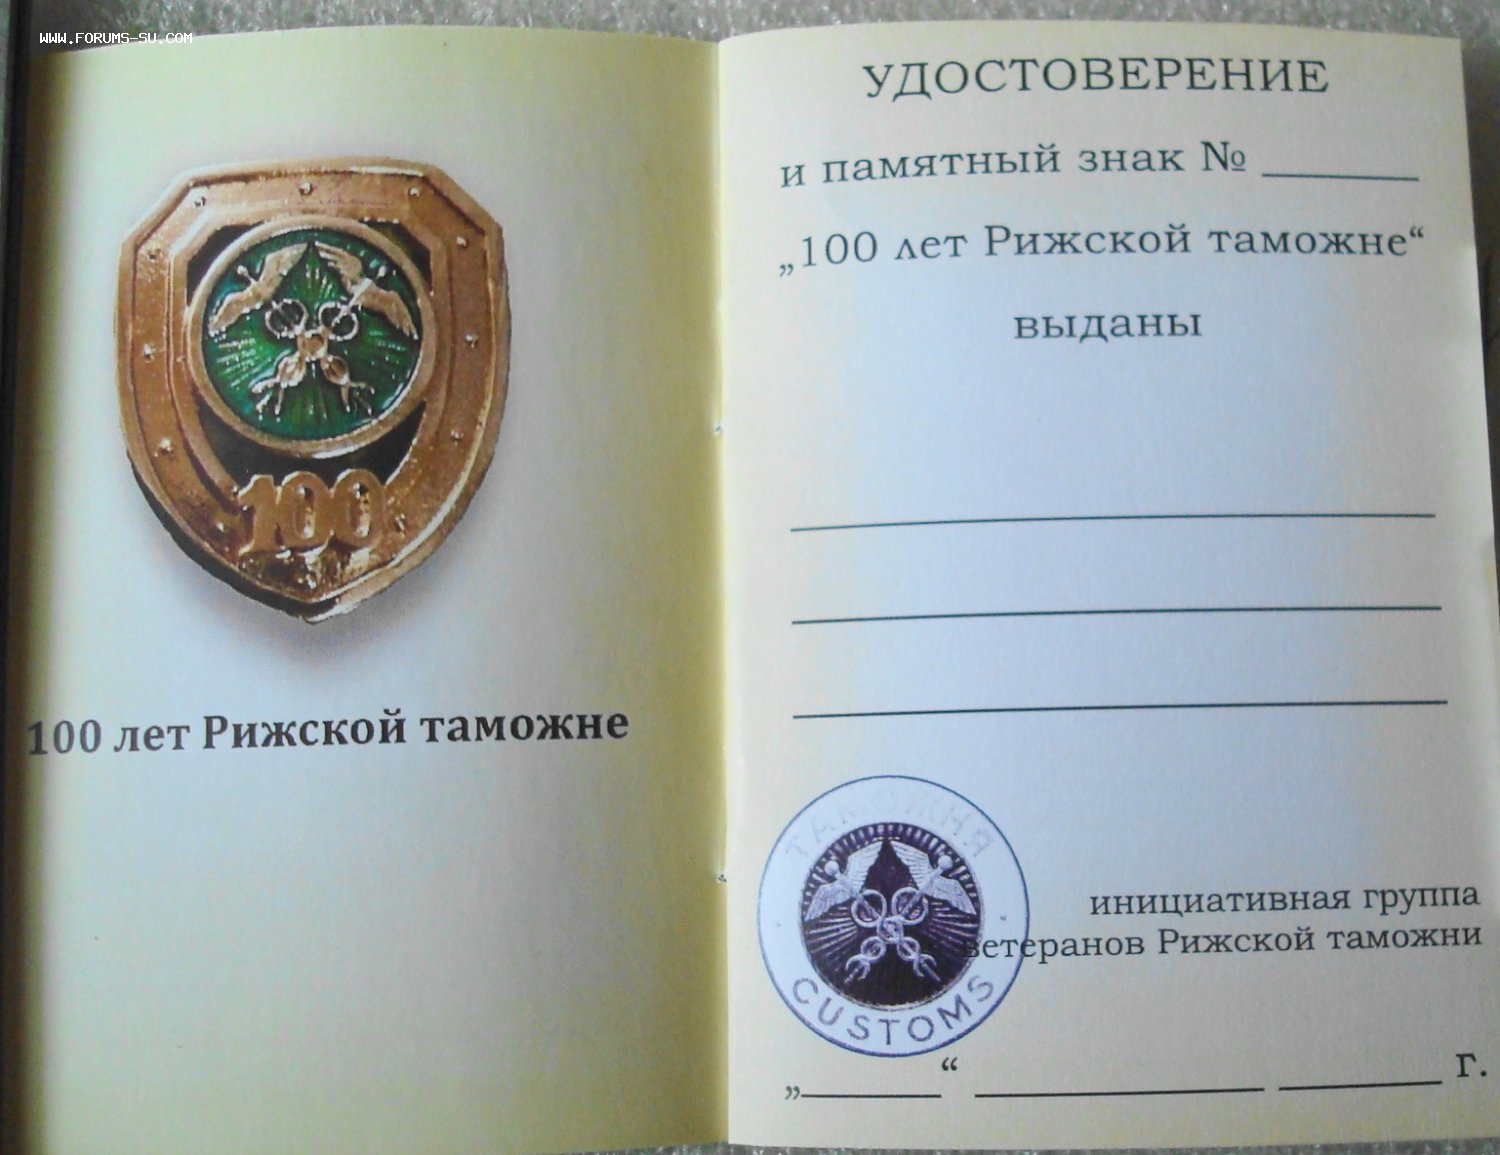 WWW.FORUMS-SU.COM
100
100 лет Рижской таможне
УДОСТОВЕРЕНИЕ
и памятный знак №
„100 лет Рижской таможне“
выданы
ТАМОЖНЯ
CUSTOMS
инициативная группа
ветеранов Рижской таможни
„ “ г.